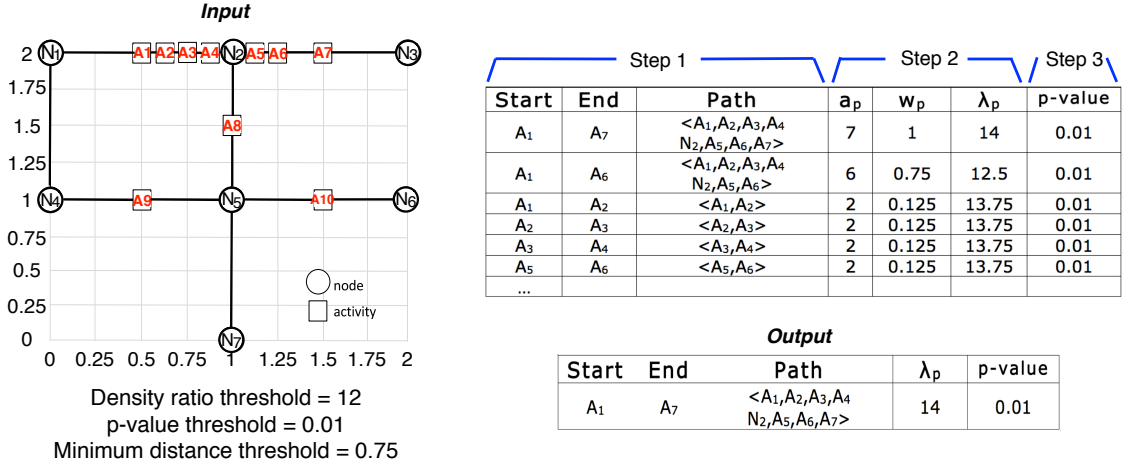 Input
2 N1 A1 A2 A3 A4 N2 A5 A6 A7 N3
1.75
1.5 A8
1.25
1 N4 A9 N5 A10 N6
0.75
0.5
node
0.25
activity
0 N7
0 0.25 0.5 0.75 1 1.25 1.5 1.75 2
Density ratio threshold = 12
p-value threshold = 0.01
Minimum distance threshold = 0.75
Step 1 Step 2 Step 3
Start End Path ap wp λp p-value
A1 A7 <A1,A2,A3,A4 7 1 14 0.01
N2,A5,A6,A7>
A1 A6 <A1,A2,A3,A4 6 0.75 12.5 0.01
N2,A5,A6>
A1 A2 <A1,A2> 2 0.125 13.75 0.01
A2 A3 <A2,A3> 2 0.125 13.75 0.01
A3 A4 <A3,A4> 2 0.125 13.75 0.01
A5 A6 <A5,A6> 2 0.125 13.75 0.01
...
Output
Start End Path λp p-value
A1 A7 <A1,A2,A3,A4 14 0.01
N2,A5,A6,A7>